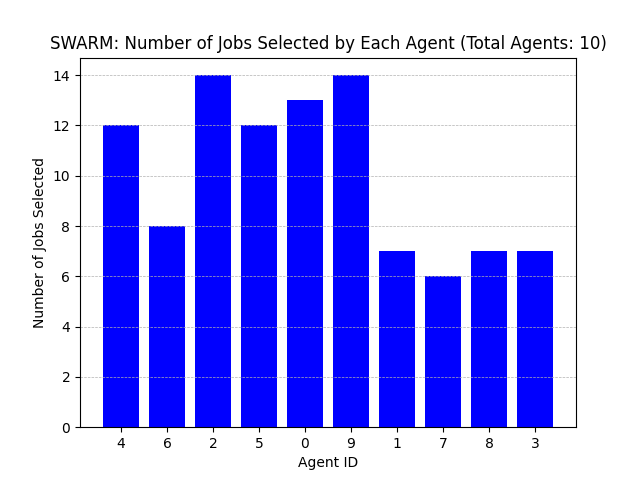 SWARM: Number of Jobs Selected by Each Agent (Total Agents: 10)
14
12
10
8
6
4
2
0
Number of Jobs Selected
4 6 2 5 0 9 1 7 8 3
Agent ID